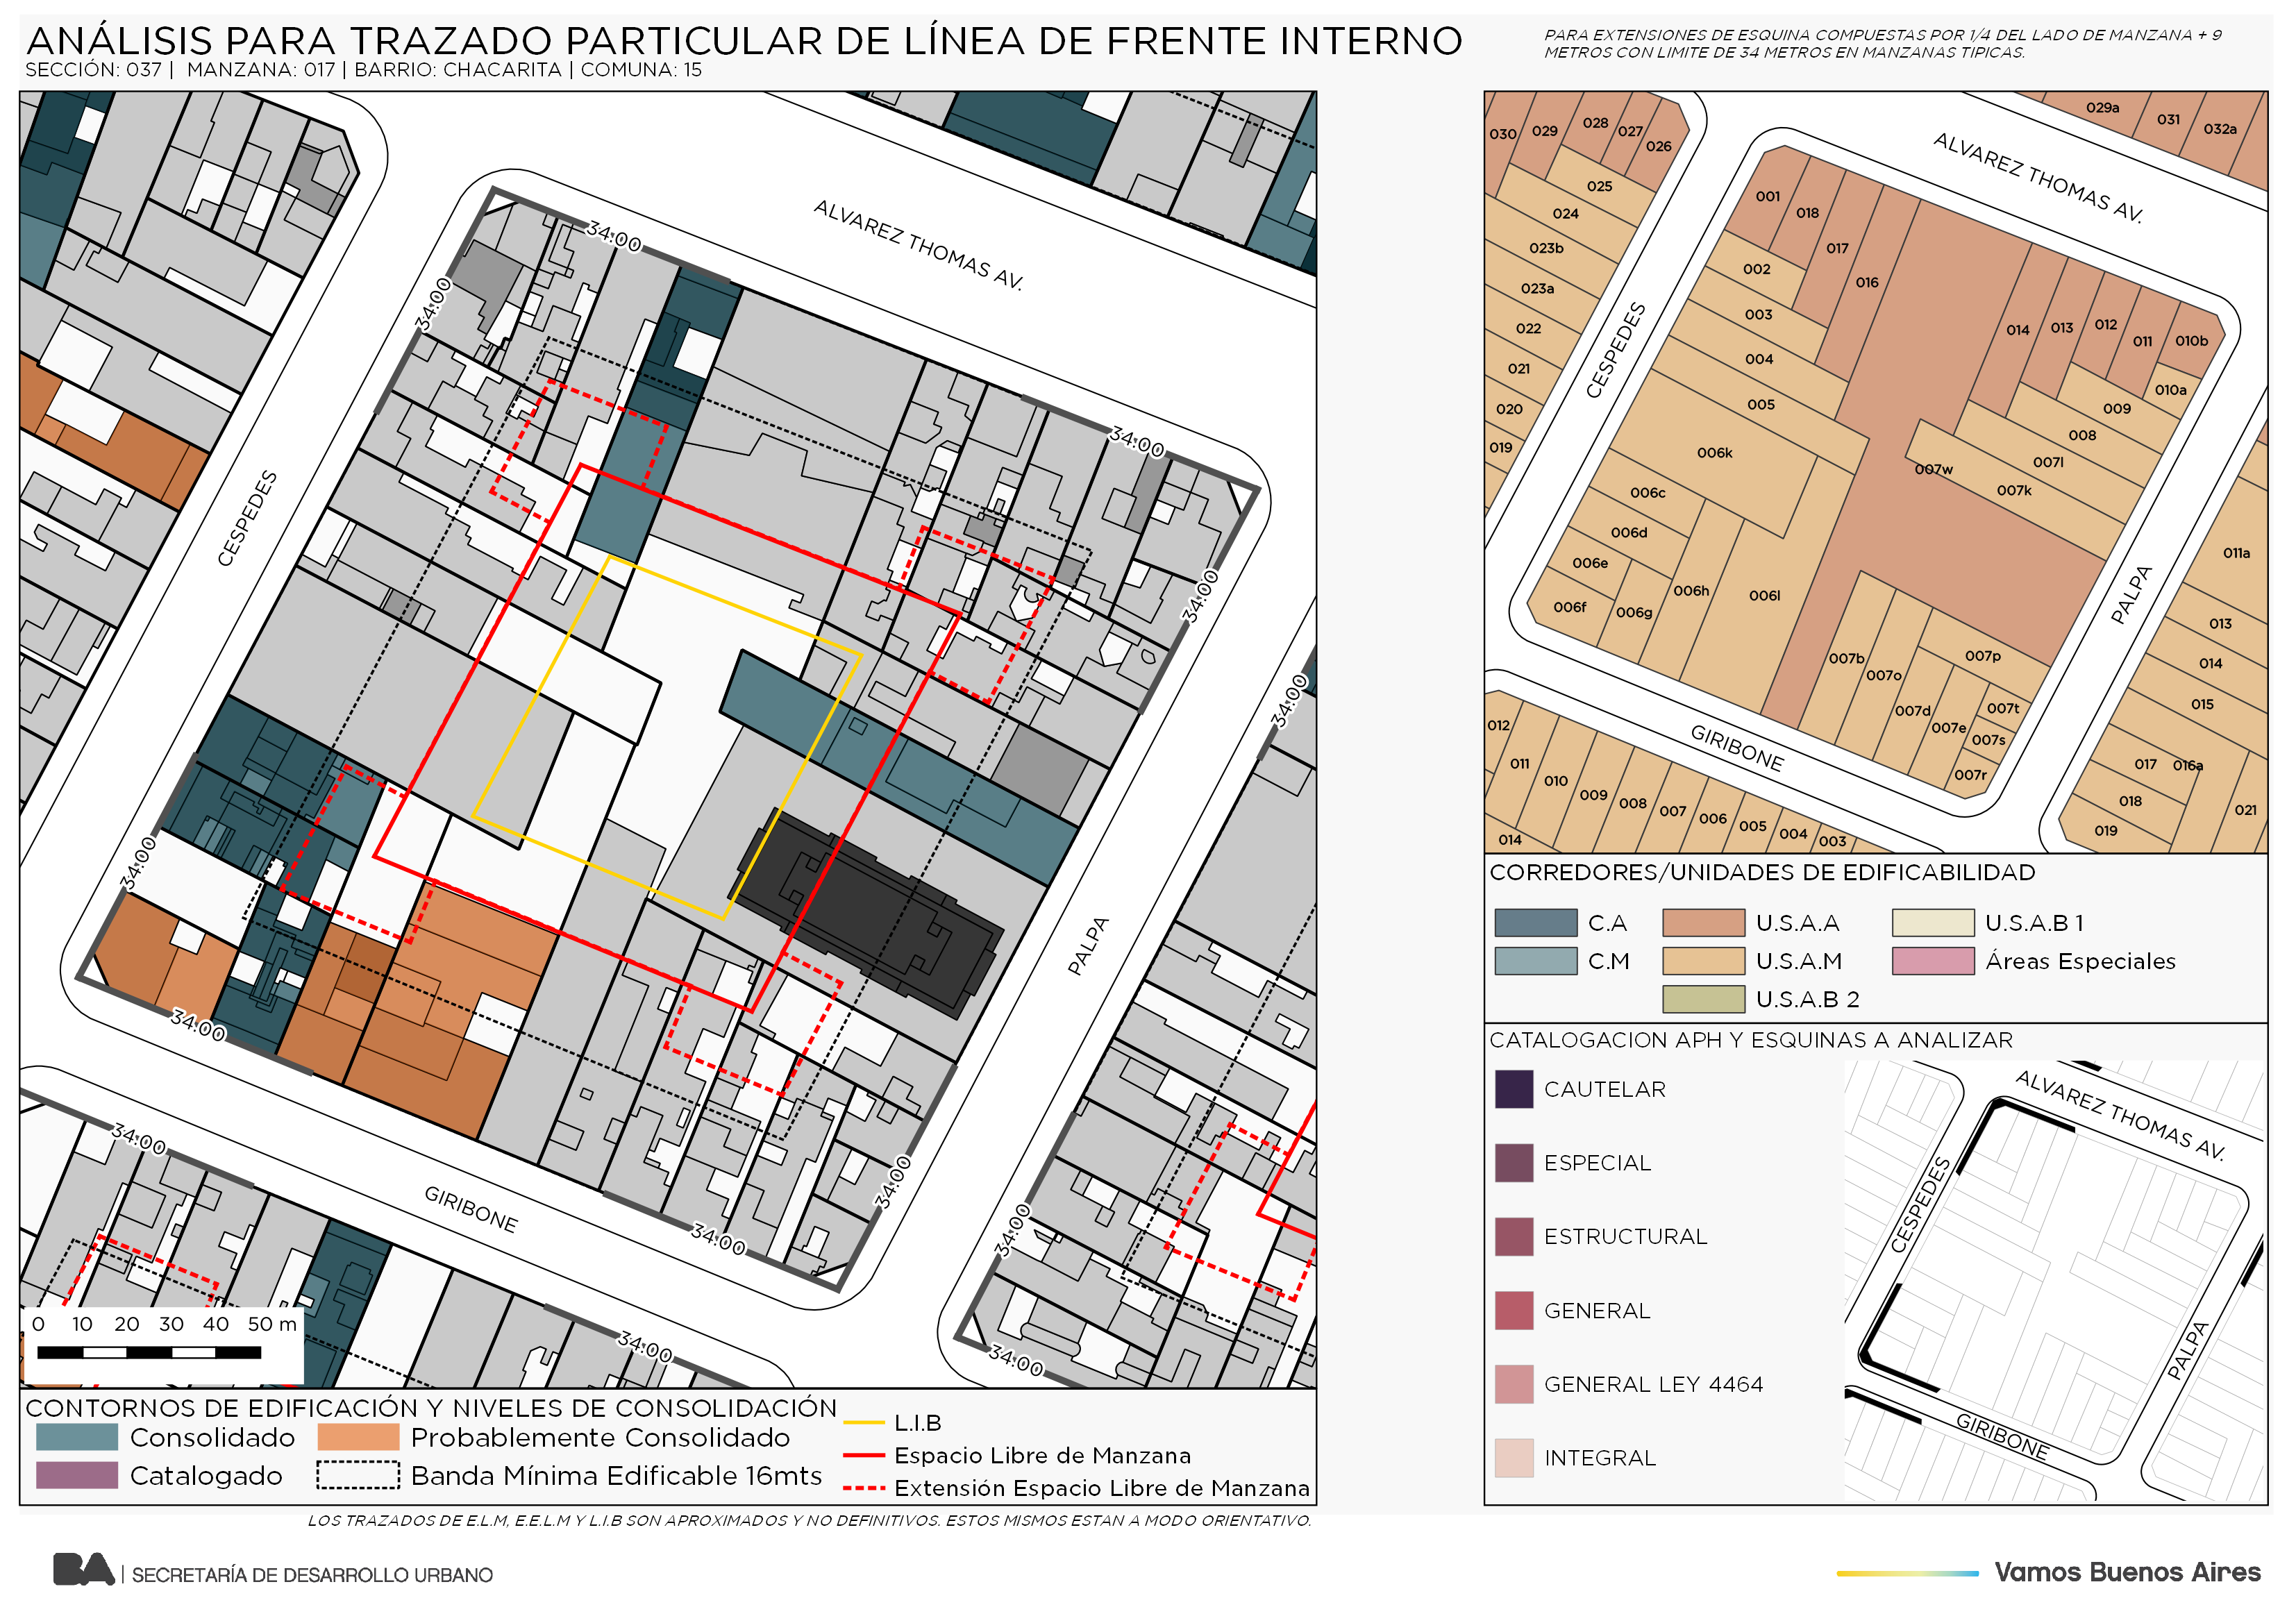 ANÁLISIS PARA TRAZADO PARTICULAR DE LÍNEA DE FRENTE INTERNO
SECCIÓN: 037 | MANZANA: 017 | BARRIO: CHACARITA | COMUNA: 15
PARA EXTENSIONES DE ESQUINA COMPUESTAS POR 1/4 DEL LADO DE MANZANA + 9
METROS CON LIMITE DE 34 METROS EN MANZANAS TIPICAS.
34:00
ALVAREZ THOMAS AV.
34:00
34:00
CESPEDES
34:00
34:00
34:00
PALPA
34:00
34:00
34:00
GIRIBONE
34:00
34:00
34:00
34:00
0 10 20 30 40 50 m
CONTORNOS DE EDIFICACIÓN Y NIVELES DE CONSOLIDACIÓN
Consolidado
Probablemente Consolidado
Catalogado
Banda Mínima Edificable 16mts
L.I.B
Espacio Libre de Manzana
Extensión Espacio Libre de Manzana
LOS TRAZADOS DE E.L.M, E.E.L.M Y L.I.B SON APROXIMADOS Y NO DEFINITIVOS. ESTOS MISMOS ESTAN A MODO ORIENTATIVO.
030
029
028
027
026
025
024
023b
023a
022
021
020
019
029a
031
032a
ALVAREZ THOMAS AV.
CESPEDES
001
018
017
016
002
003
004
005
006k
006c
006d
006e
006f
006g
006h
006l
014
013
012
011
010b
010a
009
008
007l
007w
007k
007b
007o
007p
007d
007e
007t
007s
007r
PALPA
GIRIBONE
011a
013
014
015
017
016a
018
019
021
012
011
010
009
008
007
006
005
004
003
014
CORREDORES/UNIDADES DE EDIFICABILIDAD
C.A
U.S.A.A
U.S.A.B 1
C.M
U.S.A.M
Áreas Especiales
U.S.A.B 2
CATALOGACION APH Y ESQUINAS A ANALIZAR
CAUTELAR
ESPECIAL
ESTRUCTURAL
GENERAL
GENERAL LEY 4464
INTEGRAL
ALVAREZ THOMAS AV.
CESPEDES
PALPA
GIRIBONE
BA | SECRETARÍA DE DESARROLLO URBANO
Vamos Buenos Aires